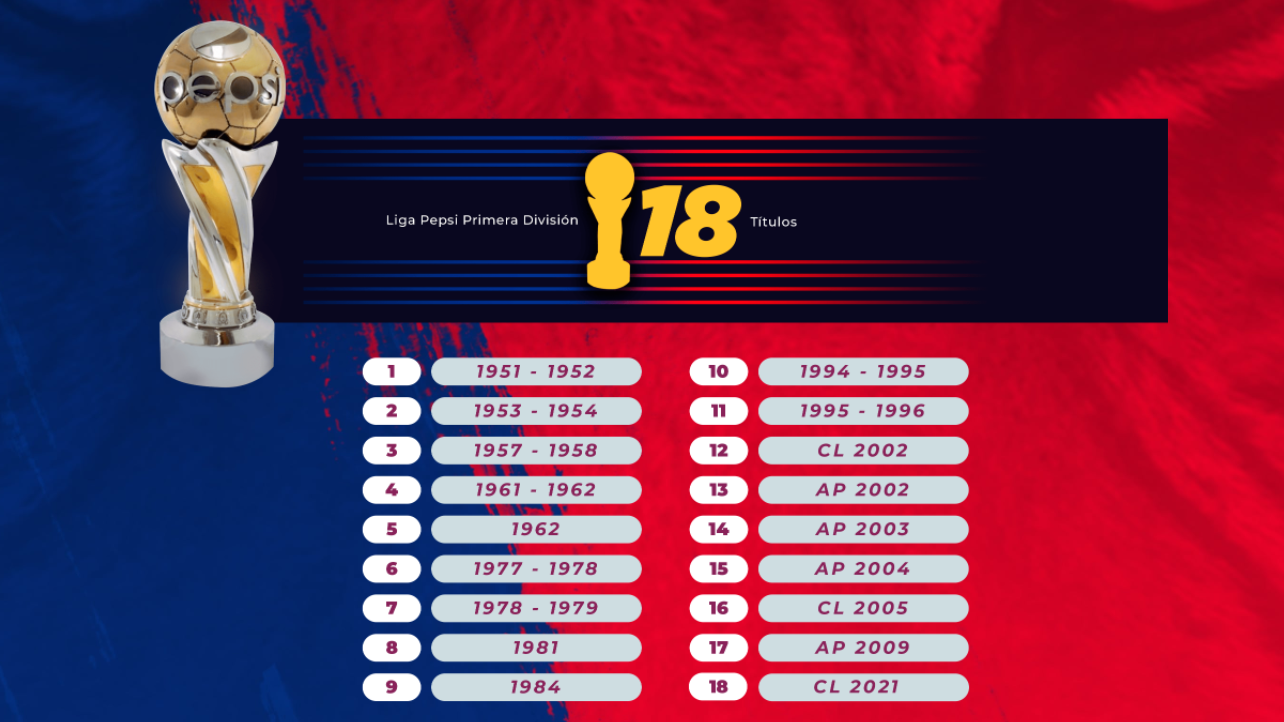 pepsi
Liga Pepsi Primera División 18 Títulos
1 1951 - 1952
2 1953 - 1954
3 1957 - 1958
4 1961 - 1962
5 1962
6 1977 - 1978
7 1978 - 1979
8 1981
9 1984
10 1994 - 1995
11 1995 - 1996
12 CL 2002
13 AP 2002
14 AP 2003
15 AP 2004
16 CL 2005
17 AP 2009
18 CL 2021